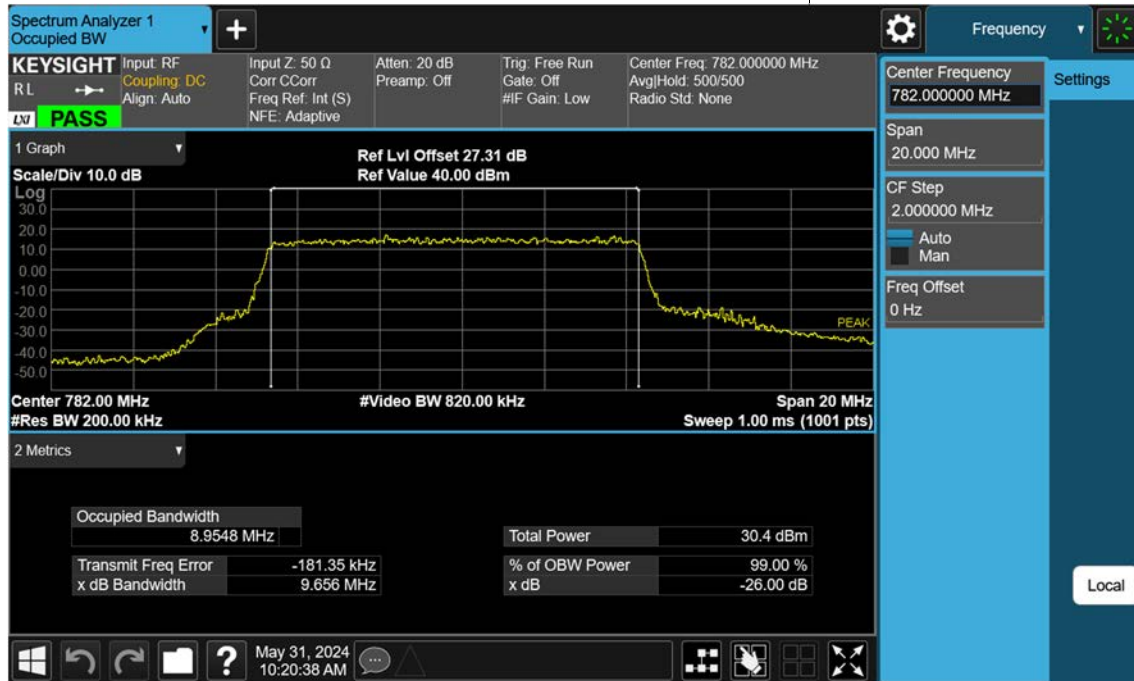 Spectrum Analyzer 1
Occupied BW
+
Frequency
KEYSIGHT
RL
LXI
PASS
Input: RF
Coupling: DC
Align: Auto
Input Z: 50 Ω
Corr CCorr
Freq Ref: Int (S)
NFE: Adaptive
Atten: 20 dB
Preamp: Off
Trig: Free Run
Gate: Off
#IF Gain: Low
Center Freq: 782.000000 MHz
Avg|Hold: 500/500
Radio Std: None
Center Frequency
782.000000 MHz
Settings
Span
20.000 MHz
CF Step
2.000000 MHz
Auto
Man
Freq Offset
0 Hz
Local
1 Graph
Scale/Div 10.0 dB
Ref Lvl Offset 27.31 dB
Ref Value 40.00 dBm
Log
30.0
20.0
10.0
0.00
-10.0
-20.0
-30.0
-40.0
-50.0
PEAK
Center 782.00 MHz
#Video BW 820.00 kHz
Span 20 MHz
#Res BW 200.00 kHz
Sweep 1.00 ms (1001 pts)
2 Metrics
Occupied Bandwidth
8.9548 MHz
Total Power 30.4 dBm
Transmit Freq Error -181.35 kHz
% of OBW Power 99.00 %
x dB Bandwidth 9.656 MHz
x dB -26.00 dB
?
May 31, 2024
10:20:38 AM